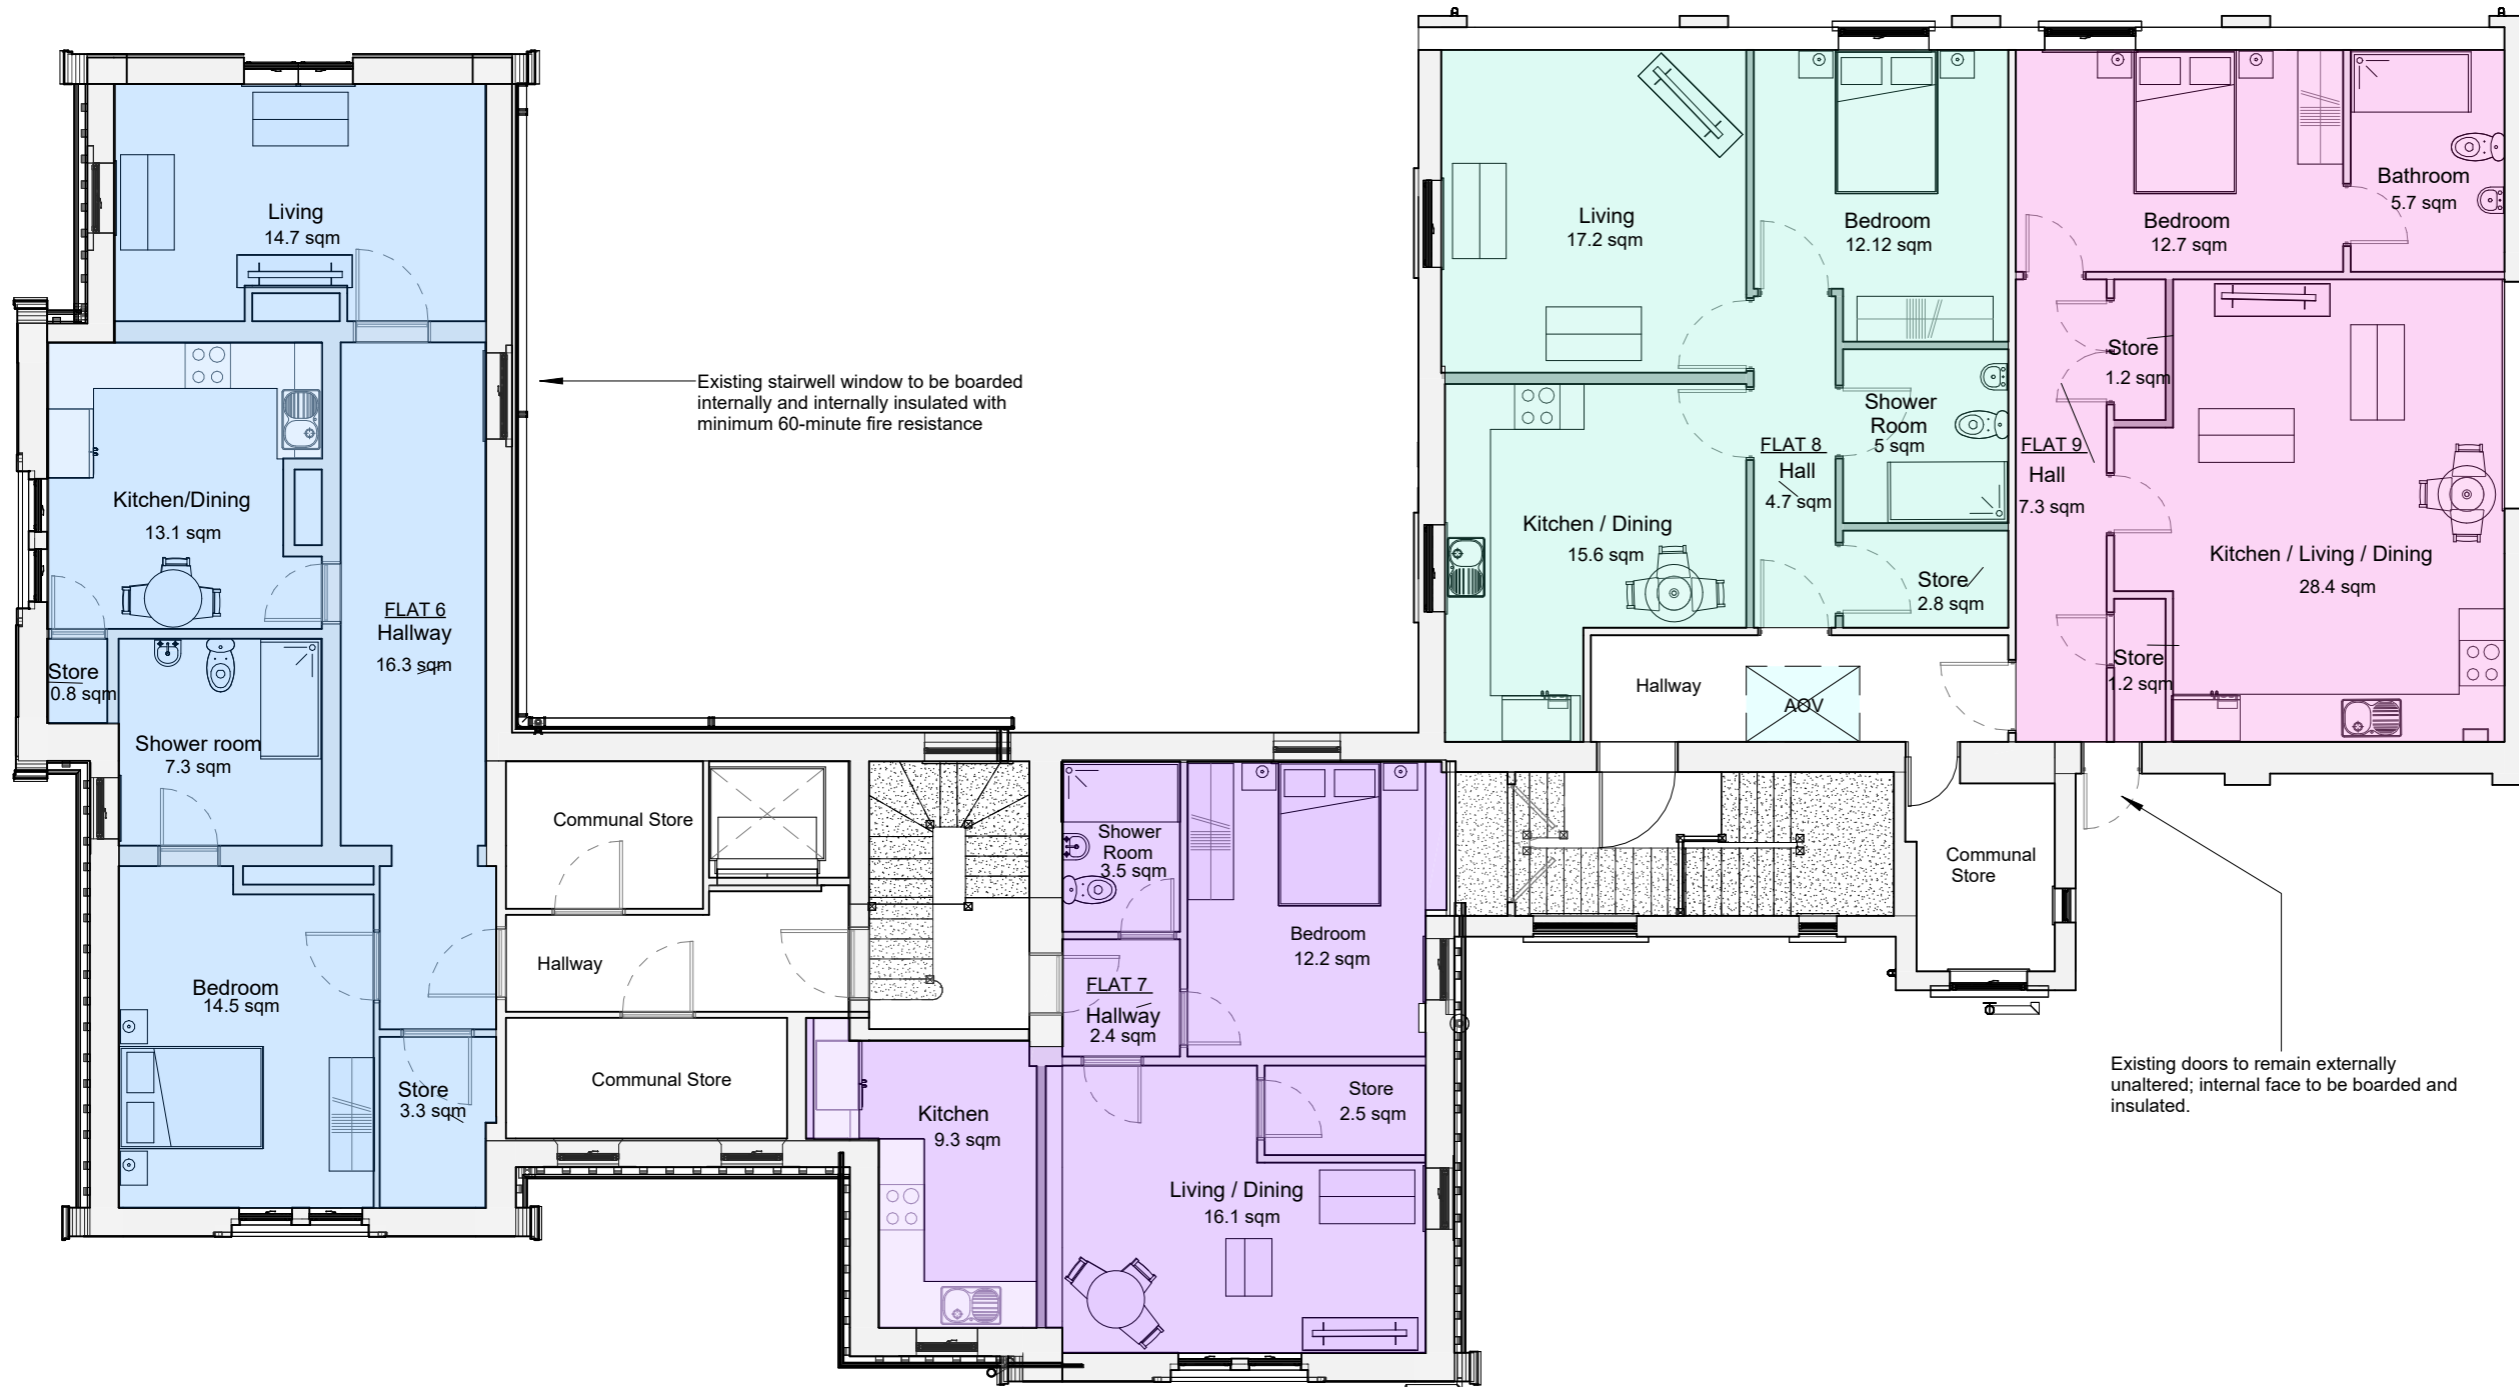 Living
14.7 sqm
Kitchen/Dining
13.1 sqm
FLAT 6
Hallway
16.3 sqm
Store
0.8 sqm
Shower room
7.3 sqm
Bedroom
14.5 sqm
Store
3.3 sqm
Existing stairwell window to be boarded
internally and internally insulated with
minimum 60-minute fire resistance
Communal Store
Hallway
Communal Store
Kitchen
9.3 sqm
Shower
Room
3.5 sqm
FLAT 7
Hallway
2.4 sqm
Bedroom
12.2 sqm
Store
2.5 sqm
Living / Dining
16.1 sqm
Living
17.2 sqm
Bedroom
12.12 sqm
Shower
Room
5 sqm
FLAT 8
Hall
4.7 sqm
Kitchen / Dining
15.6 sqm
Store
2.8 sqm
Hallway
AOV
Bedroom
12.7 sqm
Bathroom
5.7 sqm
Store
1.2 sqm
FLAT 9
Hall
7.3 sqm
Kitchen / Living / Dining
28.4 sqm
Store
1.2 sqm
Communal
Store
Existing doors to remain externally
unaltered; internal face to be boarded and
insulated.